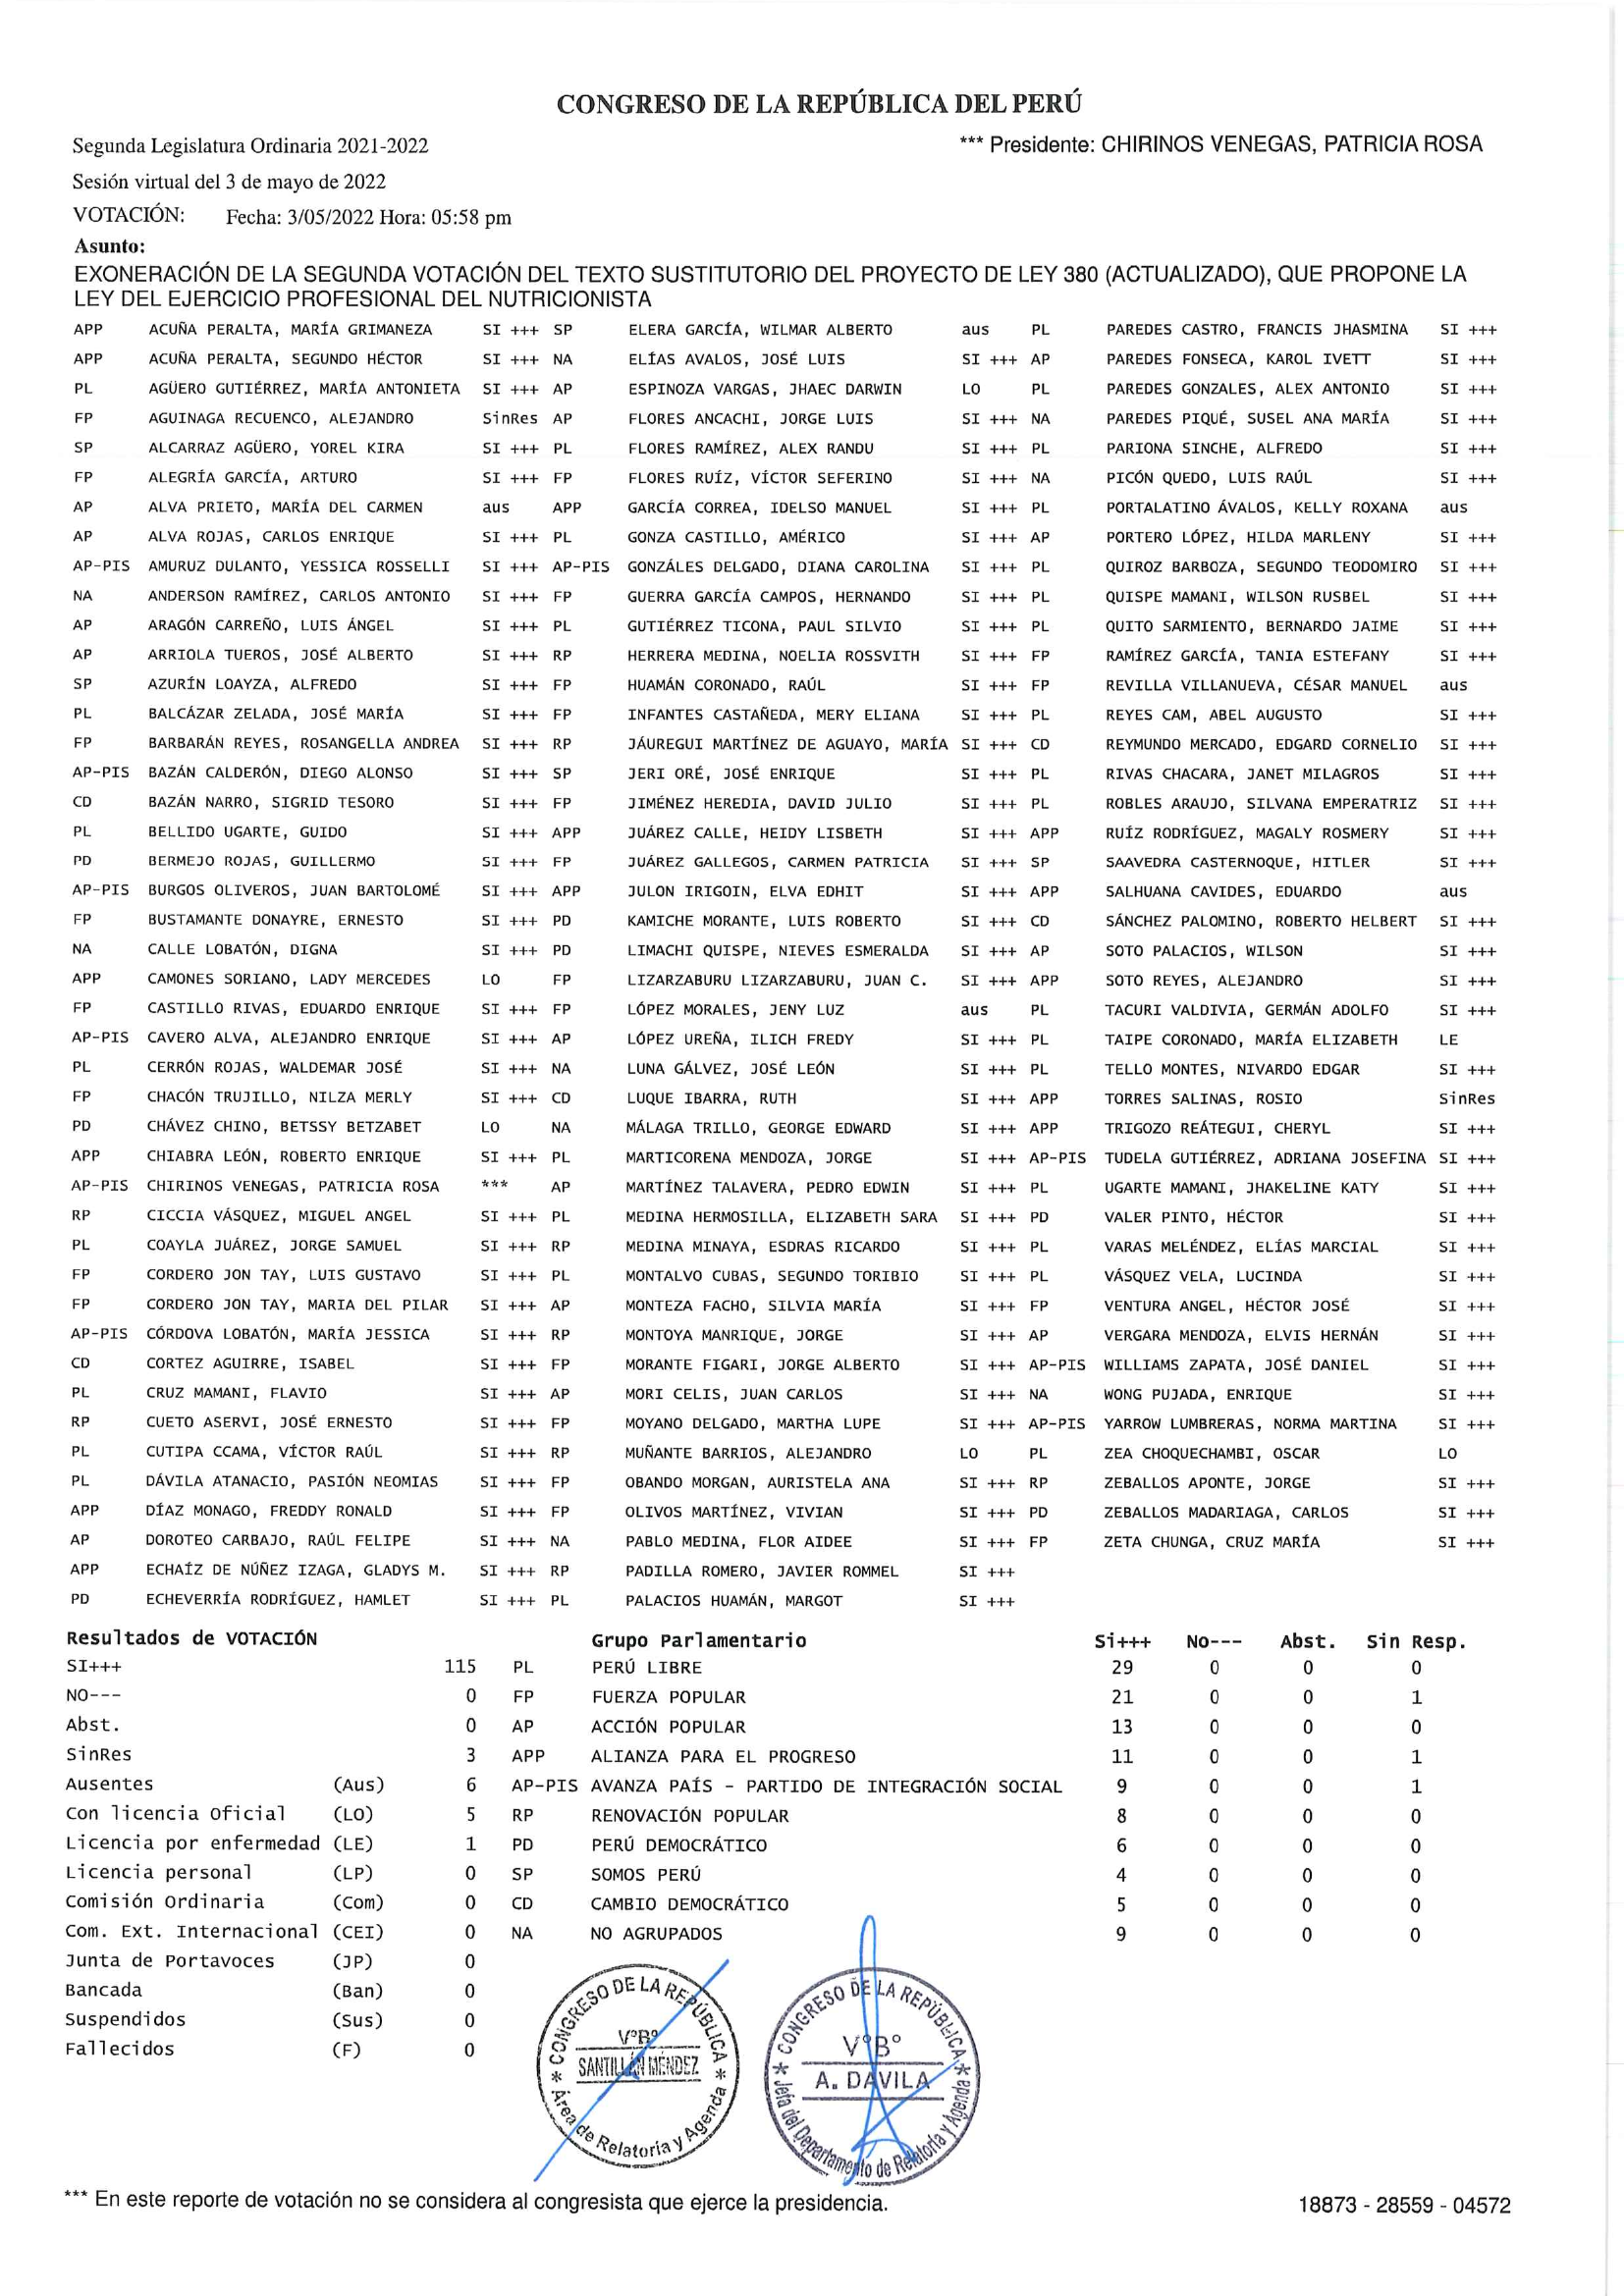 CONGRESO DE LA REPÚBLICA DEL PERÚ
Segunda Legislatura Ordinaria 2021-2022 *** Presidente: CHIRINOS VENEGAS, PATRICIA ROSA
Sesión virtual del 3 de mayo de 2022
VOTACIÓN: Fecha: 3/05/2022 Hora: 05:58 pm
Asunto:
EXONERACIÓN DE LA SEGUNDA VOTACIÓN DEL TEXTO SUSTITUTORIO DEL PROYECTO DE LEY 380 (ACTUALIZADO), QUE PROPONE LA
LEY DEL EJERCICIO PROFESIONAL DEL NUTRICIONISTA
APP ACUÑA PERALTA, MARÍA GRIMANEZA SI +++ SP ELERA GARCÍA, WILMAR ALBERTO aus PL PAREDES CASTRO, FRANCIS JHASMINA SI +++
APP ACUÑA PERALTA, SEGUNDO HÉCTOR SI +++ NA ELÍAS AVALOS, JOSÉ LUIS SI +++ AP PAREDES FONSECA, KAROL IVETT SI +++
PL AGÜERO GUTIÉRREZ, MARÍA ANTONIETA SI +++ AP ESPINOZA VARGAS, JHAEC DARWIN LO PL PAREDES GONZALES, ALEX ANTONIO SI +++
FP AGUINAGA RECUENCO, ALEJANDRO SinRes AP FLORES ANCACHI, JORGE LUIS SI +++ NA PAREDES PIQUÉ, SUSEL ANA MARÍA SI +++
SP ALCARRAZ AGÜERO, YOREL KIRA SI +++ PL FLORES RAMÍREZ, ALEX RANDU SI +++ PL PARIONA SINCHE, ALFREDO SI +++
FP ALEGRÍA GARCÍA, ARTURO SI +++ FP FLORES RUÍZ, VÍCTOR SEFERINO SI +++ NA PICÓN QUEDO, LUIS RAÚL SI +++
AP ALVA PRIETO, MARÍA DEL CARMEN aus APP GARCÍA CORREA, IDELSO MANUEL SI +++ PL PORTALATINO ÁVALOS, KELLY ROXANA aus
AP ALVA ROJAS, CARLOS ENRIQUE SI +++ PL GONZA CASTILLO, AMÉRICO SI +++ AP PORTERO LÓPEZ, HILDA MARLENY SI +++
AP-PIS AMURUZ DULANTO, YESSICA ROSSELLI SI +++ AP-PIS GONZÁLES DELGADO, DIANA CAROLINA SI +++ PL QUIROZ BARBOZA, SEGUNDO TEODOMIRO SI +++
NA ANDERSON RAMÍREZ, CARLOS ANTONIO SI +++ FP GUERRA GARCÍA CAMPOS, HERNANDO SI +++ PL QUISPE MAMANI, WILSON RUSBEL SI +++
AP ARAGÓN CARREÑO, LUIS ÁNGEL SI +++ PL GUTIÉRREZ TICONA, PAUL SILVIO SI +++ PL QUITO SARMIENTO, BERNARDO JAIME SI +++
AP ARRIOLA TUEROS, JOSÉ ALBERTO SI +++ RP HERRERA MEDINA, NOELIA ROSSVITH SI +++ FP RAMÍREZ GARCÍA, TANIA ESTEFANY SI +++
SP AZURÍN LOAYZA, ALFREDO SI +++ FP HUAMÁN CORONADO, RAÚL SI +++ FP REVILLA VILLANUEVA, CÉSAR MANUEL aus
PL BALCÁZAR ZELADA, JOSÉ MARÍA SI +++ FP INFANTES CASTAÑEDA, MERY ELIANA SI +++ PL REYES CAM, ABEL AUGUSTO SI +++
FP BARBARÁN REYES, ROSANGELLA ANDREA SI +++ RP JÁUREGUI MARTÍNEZ DE AGUAYO, MARÍA SI +++ CD REYMUNDO MERCADO, EDGARD CORNELIO SI +++
AP-PIS BAZÁN CALDERÓN, DIEGO ALONSO SI +++ SP JERI ORÉ, JOSÉ ENRIQUE SI +++ PL RIVAS CHACARA, JANET MILAGROS SI +++
CD BAZÁN NARRO, SIGRID TESORO SI +++ FP JIMÉNEZ HEREDIA, DAVID JULIO SI +++ PL ROBLES ARAUJO, SILVANA EMPERATRIZ SI +++
PL BELLIDO UGARTE, GUIDO SI +++ APP JUÁREZ CALLE, HEIDY LISBETH SI +++ APP RUÍZ RODRÍGUEZ, MAGALY ROSMERY SI +++
PD BERMEJO ROJAS, GUILLERMO SI +++ FP JUÁREZ GALLEGOS, CARMEN PATRICIA SI +++ SP SAAVEDRA CASTERNOQUE, HITLER SI +++
AP-PIS BURGOS OLIVEROS, JUAN BARTOLOMÉ SI +++ APP JULON IRIGOIN, ELVA EDHIT SI +++ APP SALHUANA CAVIDES, EDUARDO aus
FP BUSTAMANTE DONAYRE, ERNESTO SI +++ PD KAMICHE MORANTE, LUIS ROBERTO SI +++ CD SÁNCHEZ PALOMINO, ROBERTO HELBERT SI +++
NA CALLE LOBATÓN, DIGNA SI +++ PD LIMACHI QUISPE, NIEVES ESMERALDA SI +++ AP SOTO PALACIOS, WILSON SI +++
APP CAMONES SORIANO, LADY MERCEDES LO FP LIZARZABURU LIZARZABURU, JUAN C. SI +++ APP SOTO REYES, ALEJANDRO SI +++
FP CASTILLO RIVAS, EDUARDO ENRIQUE SI +++ FP LÓPEZ MORALES, JENY LUZ aus PL TACURI VALDIVIA, GERMÁN ADOLFO SI +++
AP-PIS CAVERO ALVA, ALEJANDRO ENRIQUE SI +++ AP LÓPEZ UREÑA, ILICH FREDY SI +++ PL TAIPE CORONADO, MARÍA ELIZABETH LE
PL CERRÓN ROJAS, WALDEMAR JOSÉ SI +++ NA LUNA GÁLVEZ, JOSÉ LEÓN SI +++ PL TELLO MONTES, NIVARDO EDGAR SI +++
FP CHACÓN TRUJILLO, NILZA MERLY SI +++ CD LUQUE IBARRA, RUTH SI +++ APP TORRES SALINAS, ROSIO SinRes
PD CHÁVEZ CHINO, BETSSY BETZABET LO NA MÁLAGA TRILLO, GEORGE EDWARD SI +++ APP TRIGOZO REÁTEGUI, CHERYL SI +++
APP CHIABRA LEÓN, ROBERTO ENRIQUE SI +++ PL MARTICORENA MENDOZA, JORGE SI +++ AP-PIS TUDELA GUTIÉRREZ, ADRIANA JOSEFINA SI +++
AP-PIS CHIRINOS VENEGAS, PATRICIA ROSA *** AP MARTÍNEZ TALAVERA, PEDRO EDWIN SI +++ PL UGARTE MAMANI, JHAKELINE KATY SI +++
RP CICCIA VÁSQUEZ, MIGUEL ANGEL SI +++ PL MEDINA HERMOSILLA, ELIZABETH SARA SI +++ PD VALER PINTO, HÉCTOR SI +++
PL COAYLA JUÁREZ, JORGE SAMUEL SI +++ RP MEDINA MINAYA, ESDRAS RICARDO SI +++ PL VARAS MELÉNDEZ, ELÍAS MARCIAL SI +++
FP CORDERO JON TAY, LUIS GUSTAVO SI +++ PL MONTALVO CUBAS, SEGUNDO TORIBIO SI +++ PL VÁSQUEZ VELA, LUCINDA SI +++
FP CORDERO JON TAY, MARIA DEL PILAR SI +++ AP MONTEZA FACHO, SILVIA MARÍA SI +++ FP VENTURA ANGEL, HÉCTOR JOSÉ SI +++
AP-PIS CÓRDOVA LOBATÓN, MARÍA JESSICA SI +++ RP MONTOYA MANRIQUE, JORGE SI +++ AP VERGARA MENDOZA, ELVIS HERNÁN SI +++
CD CORTEZ AGUIRRE, ISABEL SI +++ FP MORANTE FIGARI, JORGE ALBERTO SI +++ AP-PIS WILLIAMS ZAPATA, JOSÉ DANIEL SI +++
PL CRUZ MAMANI, FLAVIO SI +++ AP MORI CELIS, JUAN CARLOS SI +++ NA WONG PUJADA, ENRIQUE SI +++
RP CUETO ASERVI, JOSÉ ERNESTO SI +++ FP MOYANO DELGADO, MARTHA LUPE SI +++ AP-PIS YARROW LUMBRERAS, NORMA MARTINA SI +++
PL CUTIPA CCAMA, VÍCTOR RAÚL SI +++ RP MUÑANTE BARRIOS, ALEJANDRO LO PL ZEA CHOQUECHAMBI, OSCAR LO
PL DÁVILA ATANACIO, PASIÓN NEOMIAS SI +++ FP OBANDO MORGAN, AURISTELA ANA SI +++ RP ZEBALLOS APONTE, JORGE SI +++
APP DÍAZ MONAGO, FREDDY RONALD SI +++ FP OLIVOS MARTÍNEZ, VIVIAN SI +++ PD ZEBALLOS MADARIAGA, CARLOS SI +++
AP DOROTEO CARBAJO, RAÚL FELIPE SI +++ NA PABLO MEDINA, FLOR AIDEE SI +++ FP ZETA CHUNGA, CRUZ MARÍA SI +++
APP ECHAÍZ DE NÚÑEZ IZAGA, GLADYS M. SI +++ RP PADILLA ROMERO, JAVIER ROMMEL SI +++
PD ECHEVERRÍA RODRÍGUEZ, HAMLET SI +++ PL PALACIOS HUAMÁN, MARGOT SI +++
Resultados de VOTACIÓN Grupo Parlamentario Si+++ No--- Abst. Sin Resp.
SI+++ 115 PL PERÚ LIBRE 29 0 0 0
NO--- 0 FP FUERZA POPULAR 21 0 0 1
Abst. 0 AP ACCIÓN POPULAR 13 0 0 0
SinRes 3 APP ALIANZA PARA EL PROGRESO 11 0 0 1
Ausentes (Aus) 6 AP-PIS AVANZA PAÍS - PARTIDO DE INTEGRACIÓN SOCIAL 9 0 0 1
Con licencia Oficial (LO) 5 RP RENOVACIÓN POPULAR 8 0 0 0
Licencia por enfermedad (LE) 1 PD PERÚ DEMOCRÁTICO 6 0 0 0
Licencia personal (LP) 0 SP SOMOS PERÚ 4 0 0 0
Comisión Ordinaria (Com) 0 CD CAMBIO DEMOCRÁTICO 5 0 0 0
Com. Ext. Internacional (CEI) 0 NA NO AGRUPADOS 9 0 0 0
Junta de Portavoces (JP) 0
Bancada (Ban) 0
Suspendidos (Sus) 0
Fallecidos (F) 0
* CONGRESO DE LA REPÚBLICA *
V°B°
SANTILLÁN MÉNDEZ
Área de Relatoría y Agenda
* CONGRESO DE LA REPÚBLICA *
V°B°
A. DAVILA
Jefa del Departamento de Relatoría y Agenda
*** En este reporte de votación no se considera al congresista que ejerce la presidencia. 18873 - 28559 - 04572